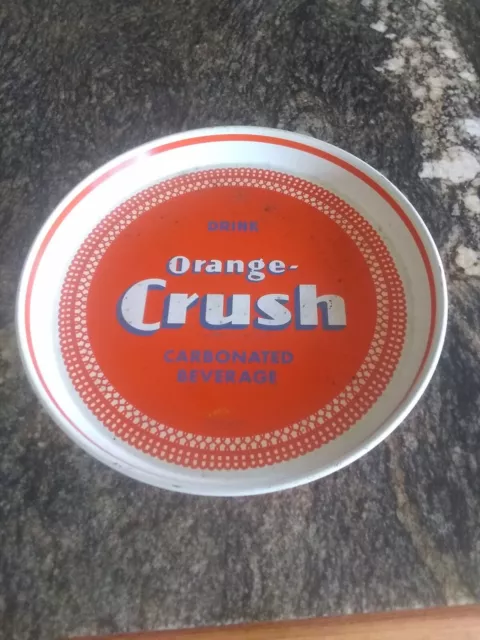 DRINK
Orange-
Crush
CARBONATED
BEVERAGE